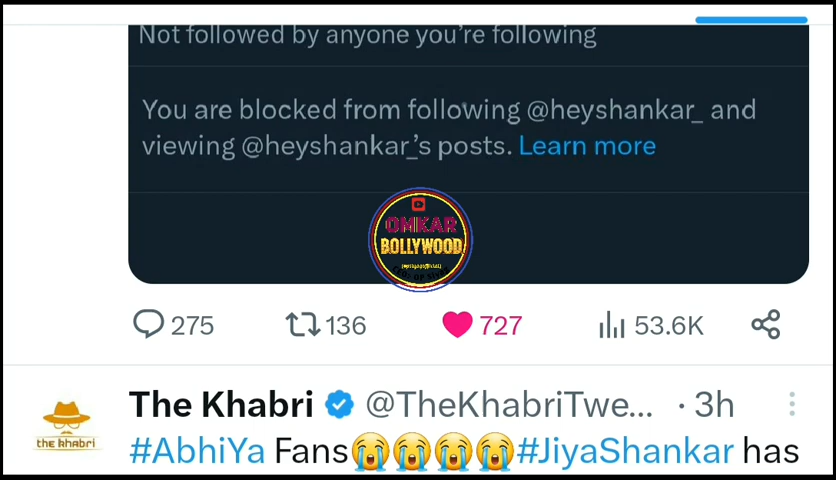 Not followed by anyone you're following
You are blocked from following @heyshankar_ and
viewing @heyshankar_'s posts. Learn more
OMKAR
BOLLYWOOD
275
136
727
53.6K
The Khabri @TheKhabriTwe... · 3h
the khabri
#AbhiYa Fans😭😭😭😭#JiyaShankar has